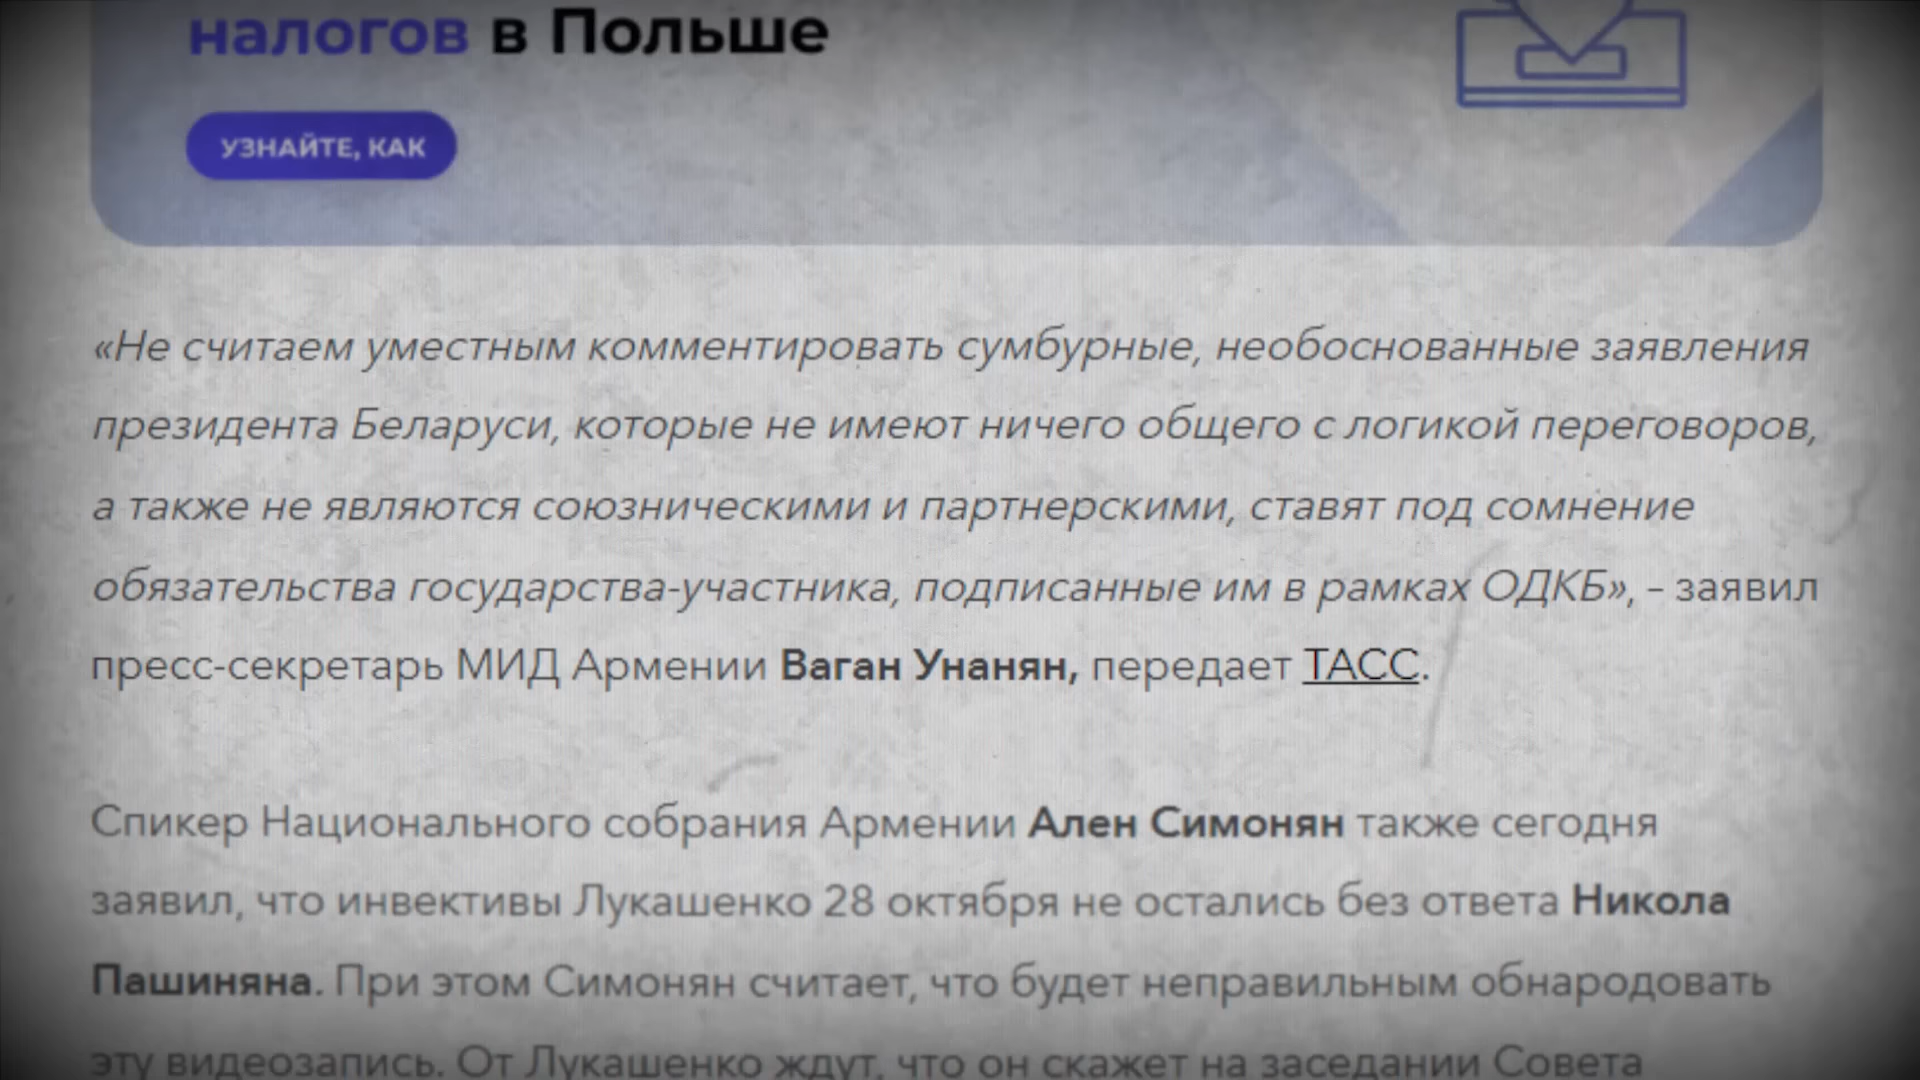 налогов в Польше
УЗНАЙТЕ, КАК
«Не считаем уместным комментировать сумбурные, необоснованные заявления
президента Беларуси, которые не имеют ничего общего с логикой переговоров,
а также не являются союзническими и партнерскими, ставят под сомнение
обязательства государства-участника, подписанные им в рамках ОДКБ», – заявил
пресс-секретарь МИД Армении Ваган Унанян, передает ТАСС.
Спикер Национального собрания Армении Ален Симонян также сегодня
заявил, что инвективы Лукашенко 28 октября не остались без ответа Никола
Пашиняна. При этом Симонян считает, что будет неправильным обнародовать
эту видеозапись. От Лукашенко ждут, что он скажет на заседании Совета